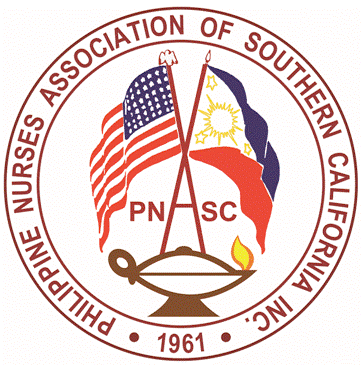 PHILIPPINE NURSES ASSOCIATION OF SOUTHERN CALIFORNIA INC.
PNASC
• 1961 •